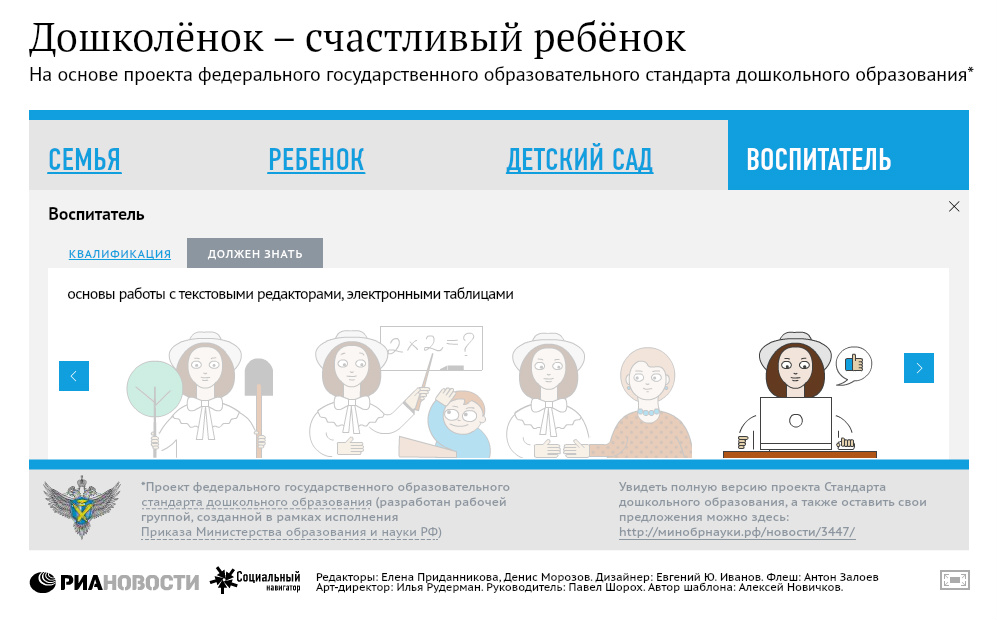 Дошколёнок – счастливый ребёнок
На основе проекта федерального государственного образовательного стандарта дошкольного образования*
СЕМЬЯ РЕБЕНОК ДЕТСКИЙ САД ВОСПИТАТЕЛЬ
Воспитатель
КВАЛИФИКАЦИЯ ДОЛЖЕН ЗНАТЬ
основы работы с текстовыми редакторами, электронными таблицами
2×2=?
*Проект федерального государственного образовательного
стандарта дошкольного образования (разработан рабочей
группой, созданной в рамках исполнения
Приказа Министерства образования и науки РФ)
Увидеть полную версию проекта Стандарта
дошкольного образования, а также оставить свои
предложения можно здесь:
http://минобрнауки.рф/новости/3447/
РИАНОВОСТИ
Социальный
навигатор
Редакторы: Елена Приданникова, Денис Морозов. Дизайнер: Евгений Ю. Иванов. Флеш: Антон Залоев
Арт-директор: Илья Рудерман. Руководитель: Павел Шорох. Автор шаблона: Алексей Новичков.